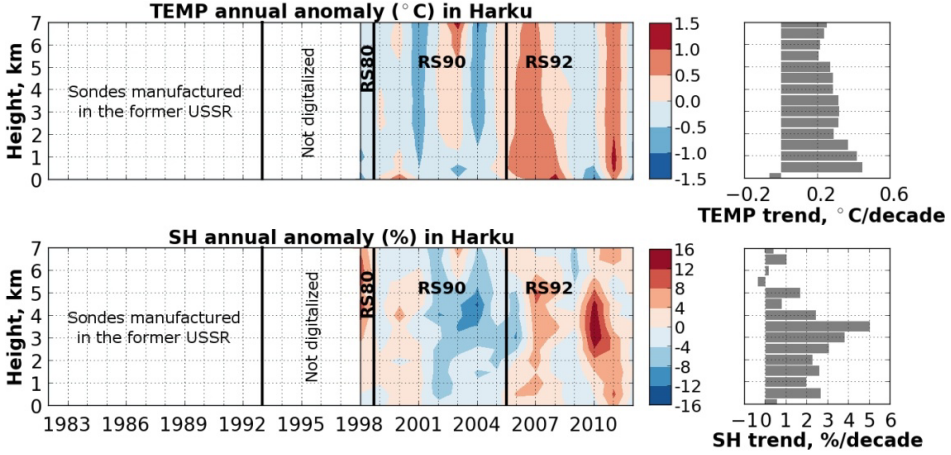 TEMP annual anomaly (°C) in Harku
Height, km
7
6
5
4
3
2
1
0
Sondes manufactured
in the former USSR
Not digitalized
RS80
RS90
RS92
1.5
1.0
0.5
0.0
-0.5
-1.0
-1.5
−0.2 0.2 0.6
TEMP trend, °C/decade
SH annual anomaly (%) in Harku
Height, km
7
6
5
4
3
2
1
0
Sondes manufactured
in the former USSR
Not digitalized
RS80
RS90
RS92
16
12
8
4
0
-4
-8
-12
-16
1983 1986 1989 1992 1995 1998 2001 2004 2007 2010
−1 0 1 2 3 4 5 6
SH trend, %/decade